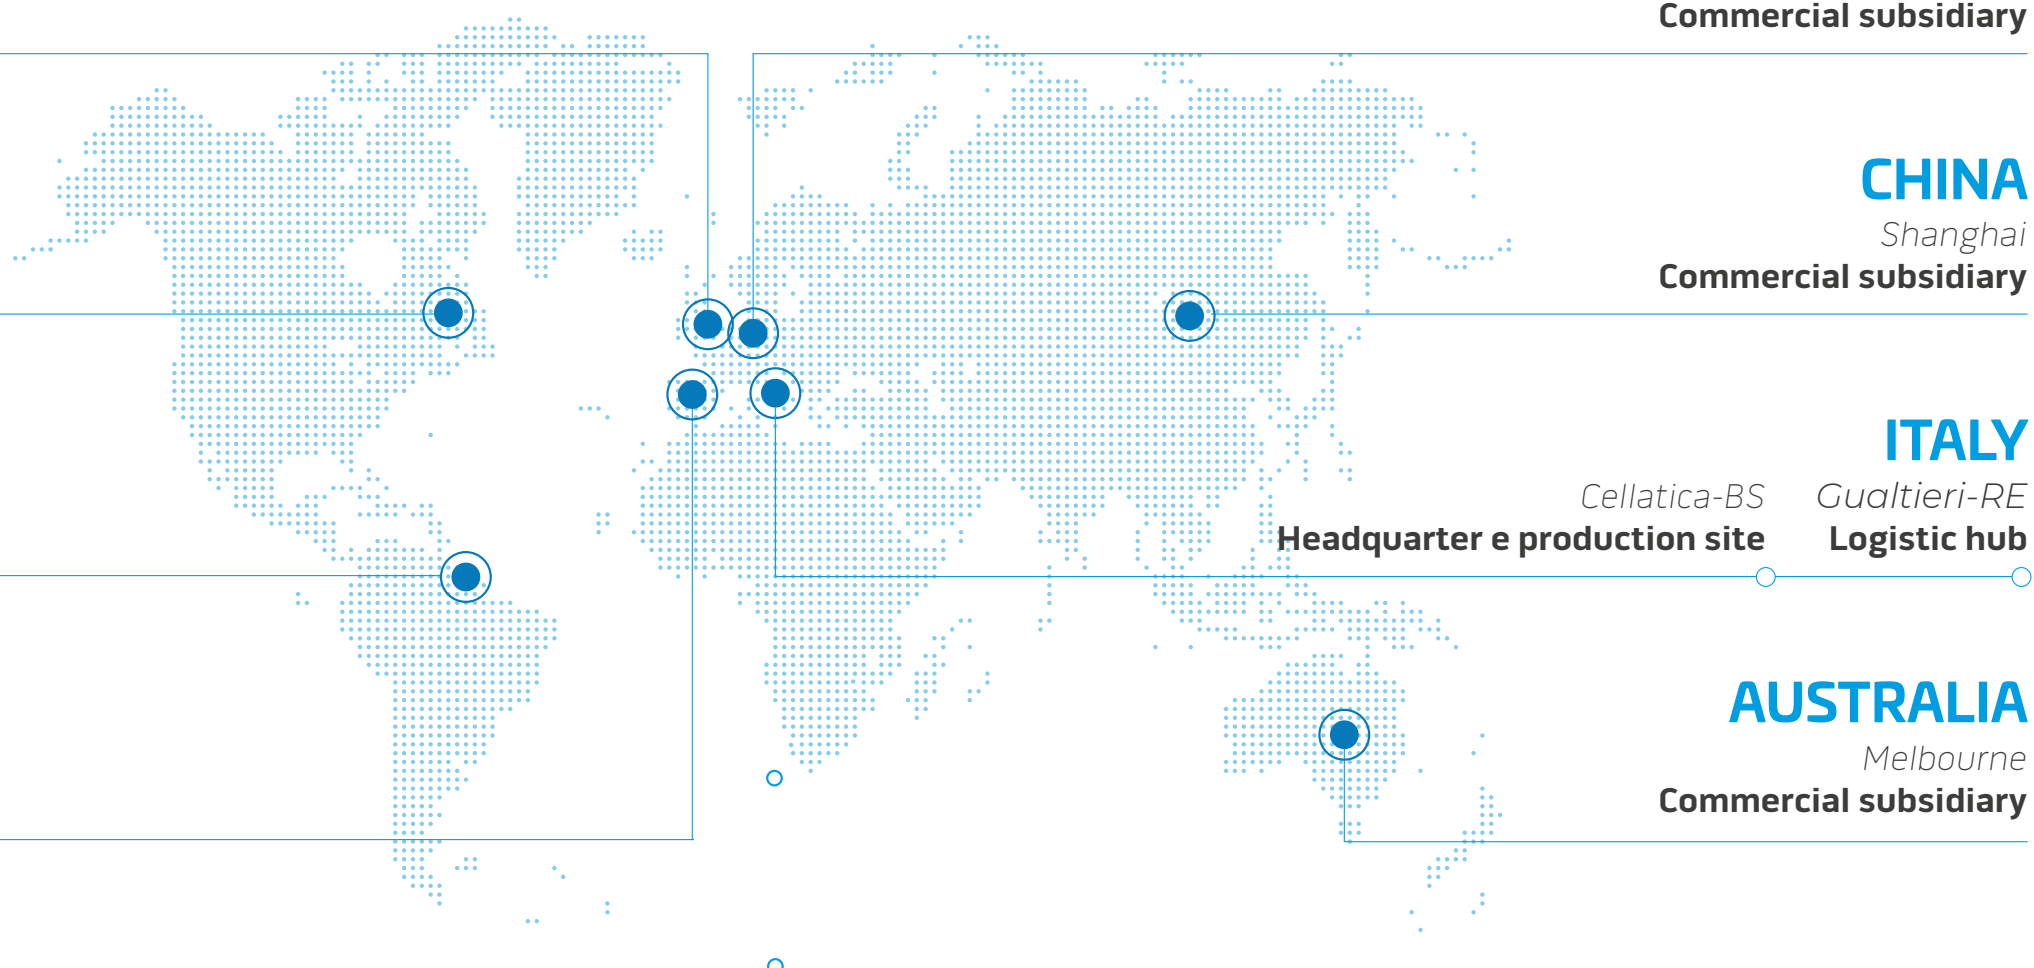 Commercial subsidiary
CHINA
Shanghai
Commercial subsidiary
ITALY
Cellatica-BS Gualtieri-RE
Headquarter e production site Logistic hub
AUSTRALIA
Melbourne
Commercial subsidiary